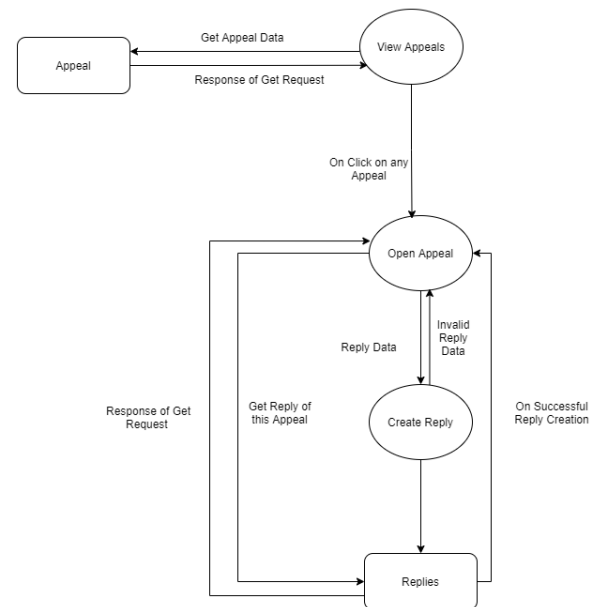 Get Appeal Data
View Appeals
Appeal
Response of Get Request
On Click on any
Appeal
Open Appeal
Invalid
Reply
Data
Reply Data
Response of Get
Request
Get Reply of
this Appeal
Create Reply
On Successful
Reply Creation
Replies